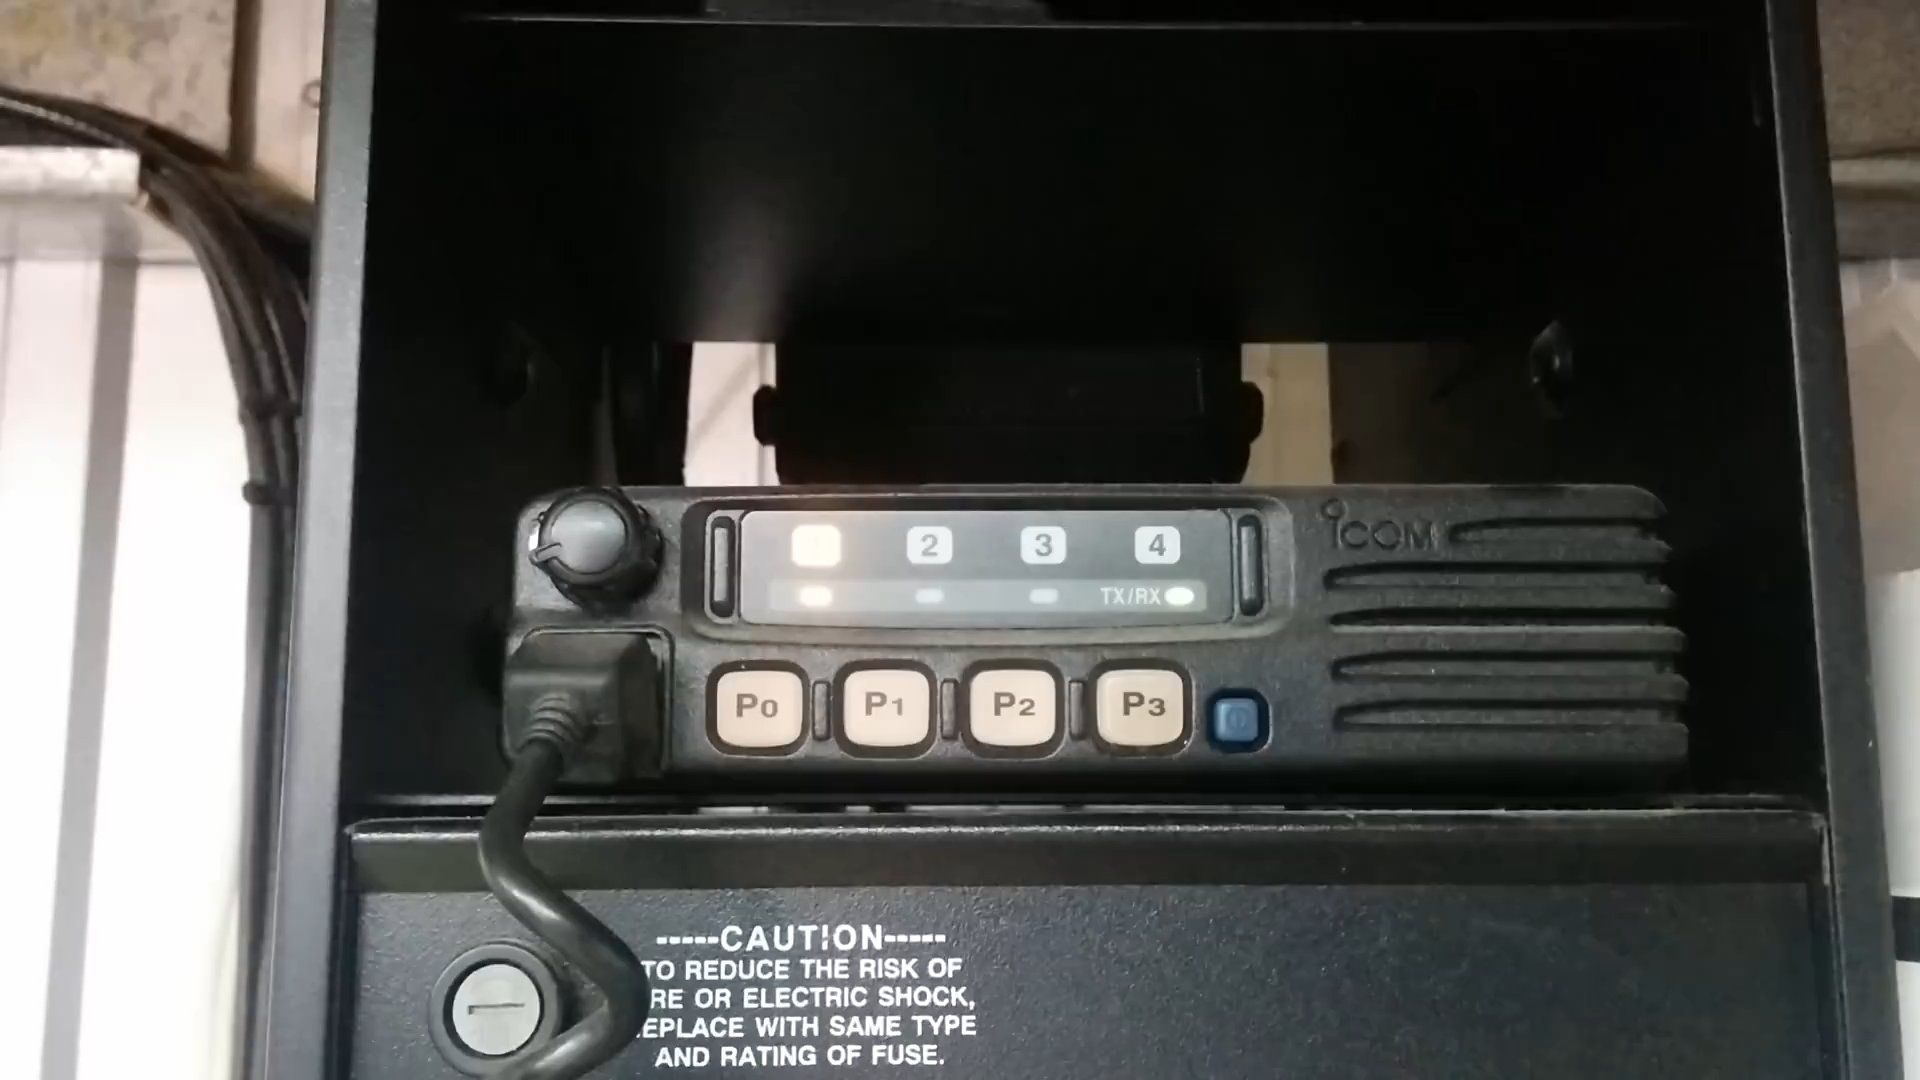 1 2 3 4
ICOM
TX/RX
P0 P1 P2 P3
-----CAUTION-----
TO REDUCE THE RISK OF
RE OR ELECTRIC SHOCK,
EPLACE WITH SAME TYPE
AND RATING OF FUSE.